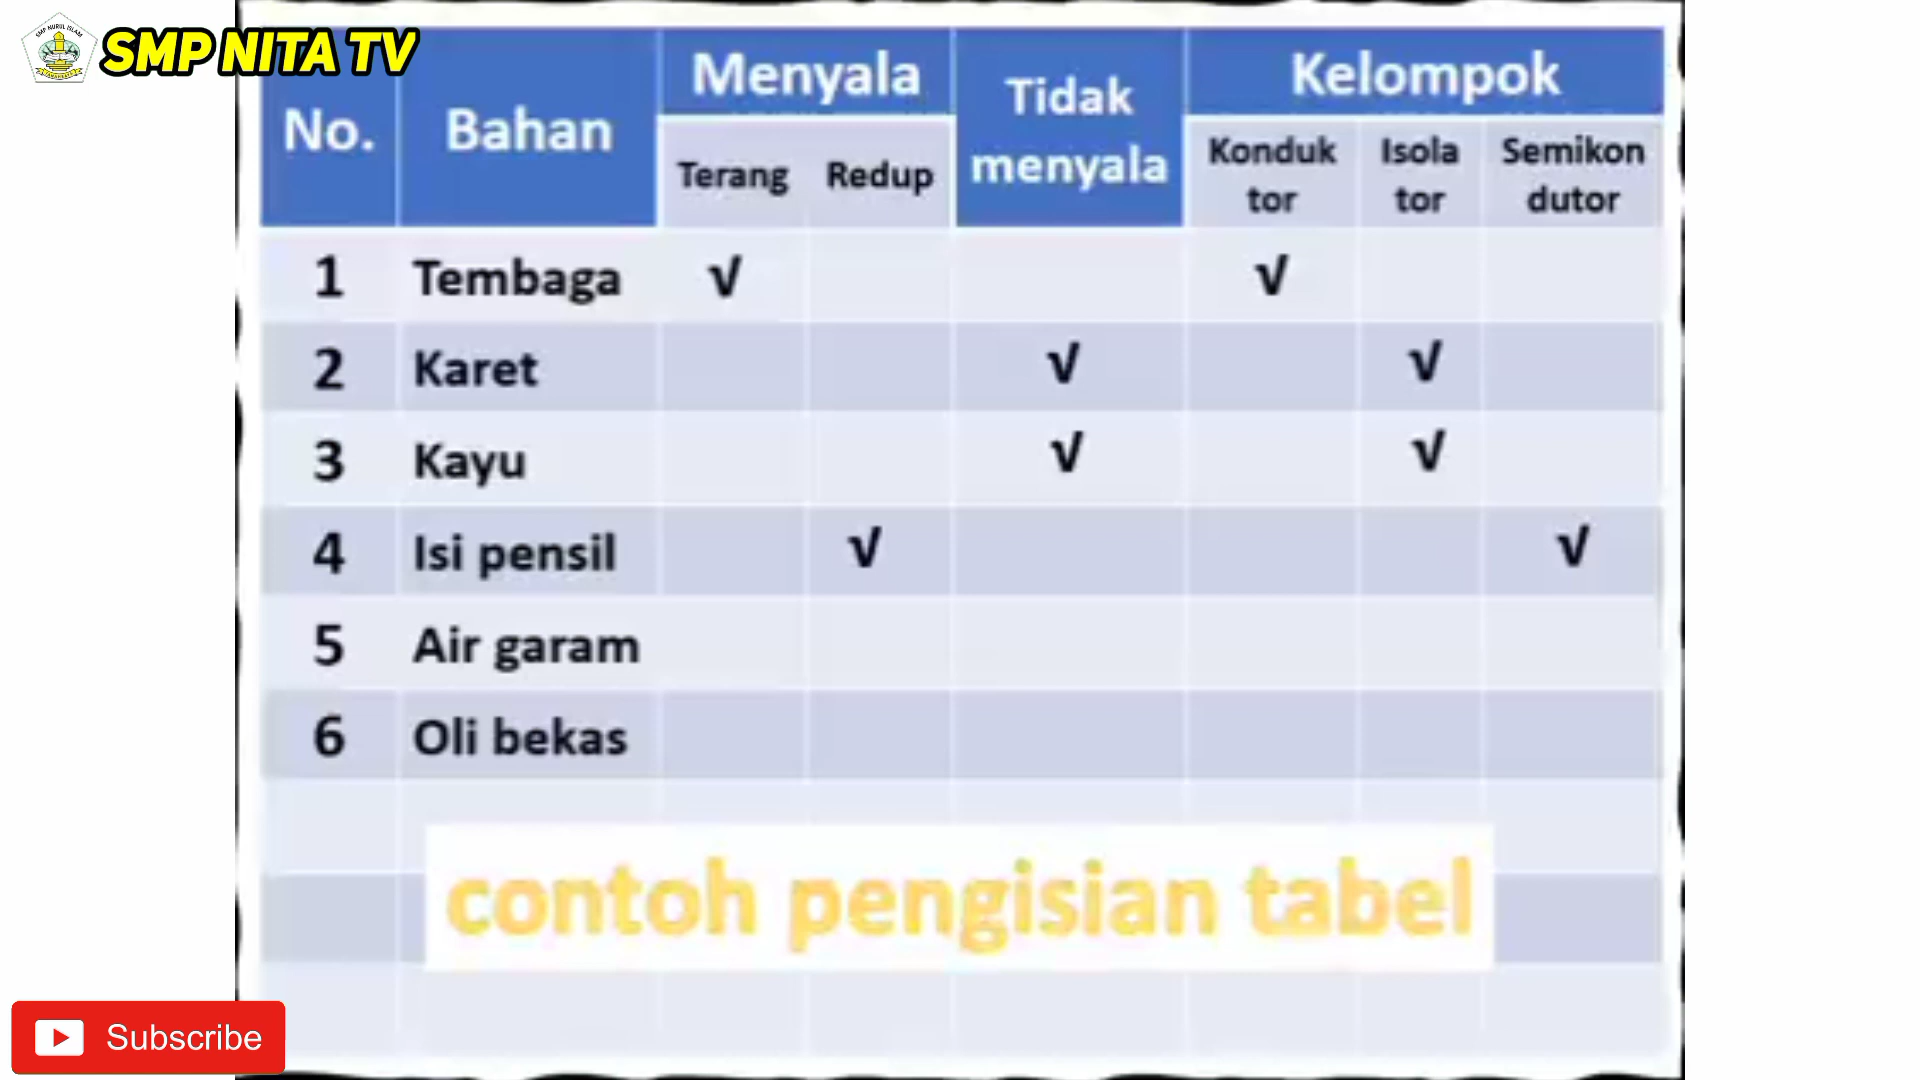 SMP NITA TV
No. Bahan Menyala Tidak menyala Kelompok
Terang Redup Konduk tor Isola tor Semikon dutor
1 Tembaga √ √
2 Karet √ √
3 Kayu √ √
4 Isi pensil √ √
5 Air garam
6 Oli bekas
contoh pengisian tabel
Subscribe